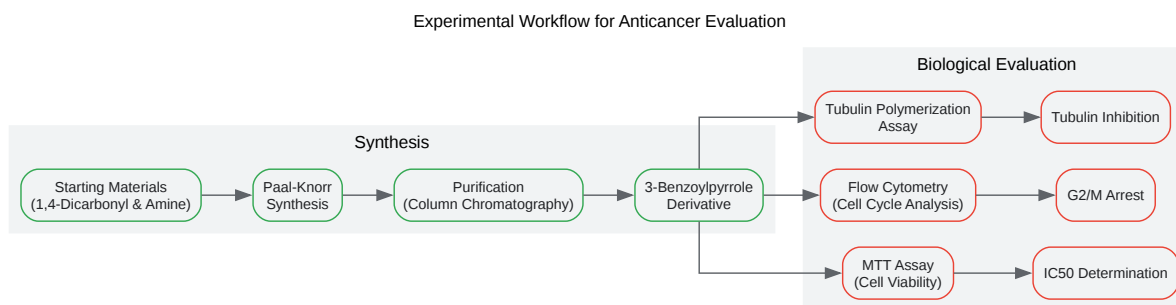 Experimental Workflow for Anticancer Evaluation
Synthesis
Starting Materials
(1,4-Dicarbonyl & Amine)
Paal-Knorr
Synthesis
Purification
(Column Chromatography)
3-Benzoylpyrrole
Derivative
Biological Evaluation
Tubulin Polymerization
Assay
Tubulin Inhibition
Flow Cytometry
(Cell Cycle Analysis)
G2/M Arrest
MTT Assay
(Cell Viability)
IC50 Determination